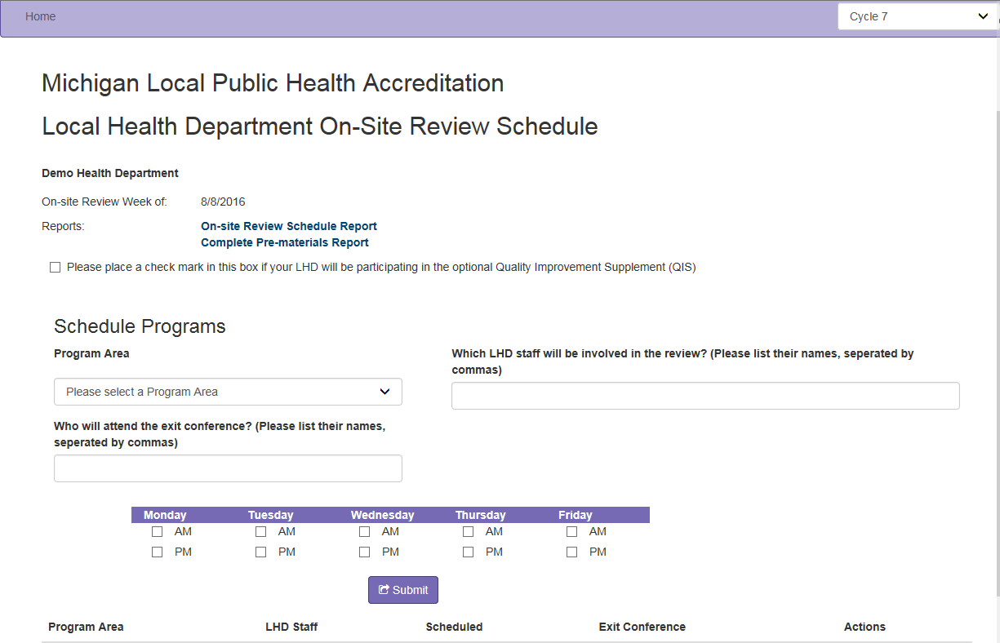 Home
Cycle 7
Michigan Local Public Health Accreditation
Local Health Department On-Site Review Schedule
Demo Health Department
On-site Review Week of: 8/8/2016
Reports: On-site Review Schedule Report
Complete Pre-materials Report
Please place a check mark in this box if your LHD will be participating in the optional Quality Improvement Supplement (QIS)
Schedule Programs
Program Area
Please select a Program Area
Which LHD staff will be involved in the review? (Please list their names, seperated by
commas)
Who will attend the exit conference? (Please list their names,
seperated by commas)
Monday Tuesday Wednesday Thursday Friday
AM AM AM AM AM
PM PM PM PM PM
Submit
Program Area LHD Staff Scheduled Exit Conference Actions